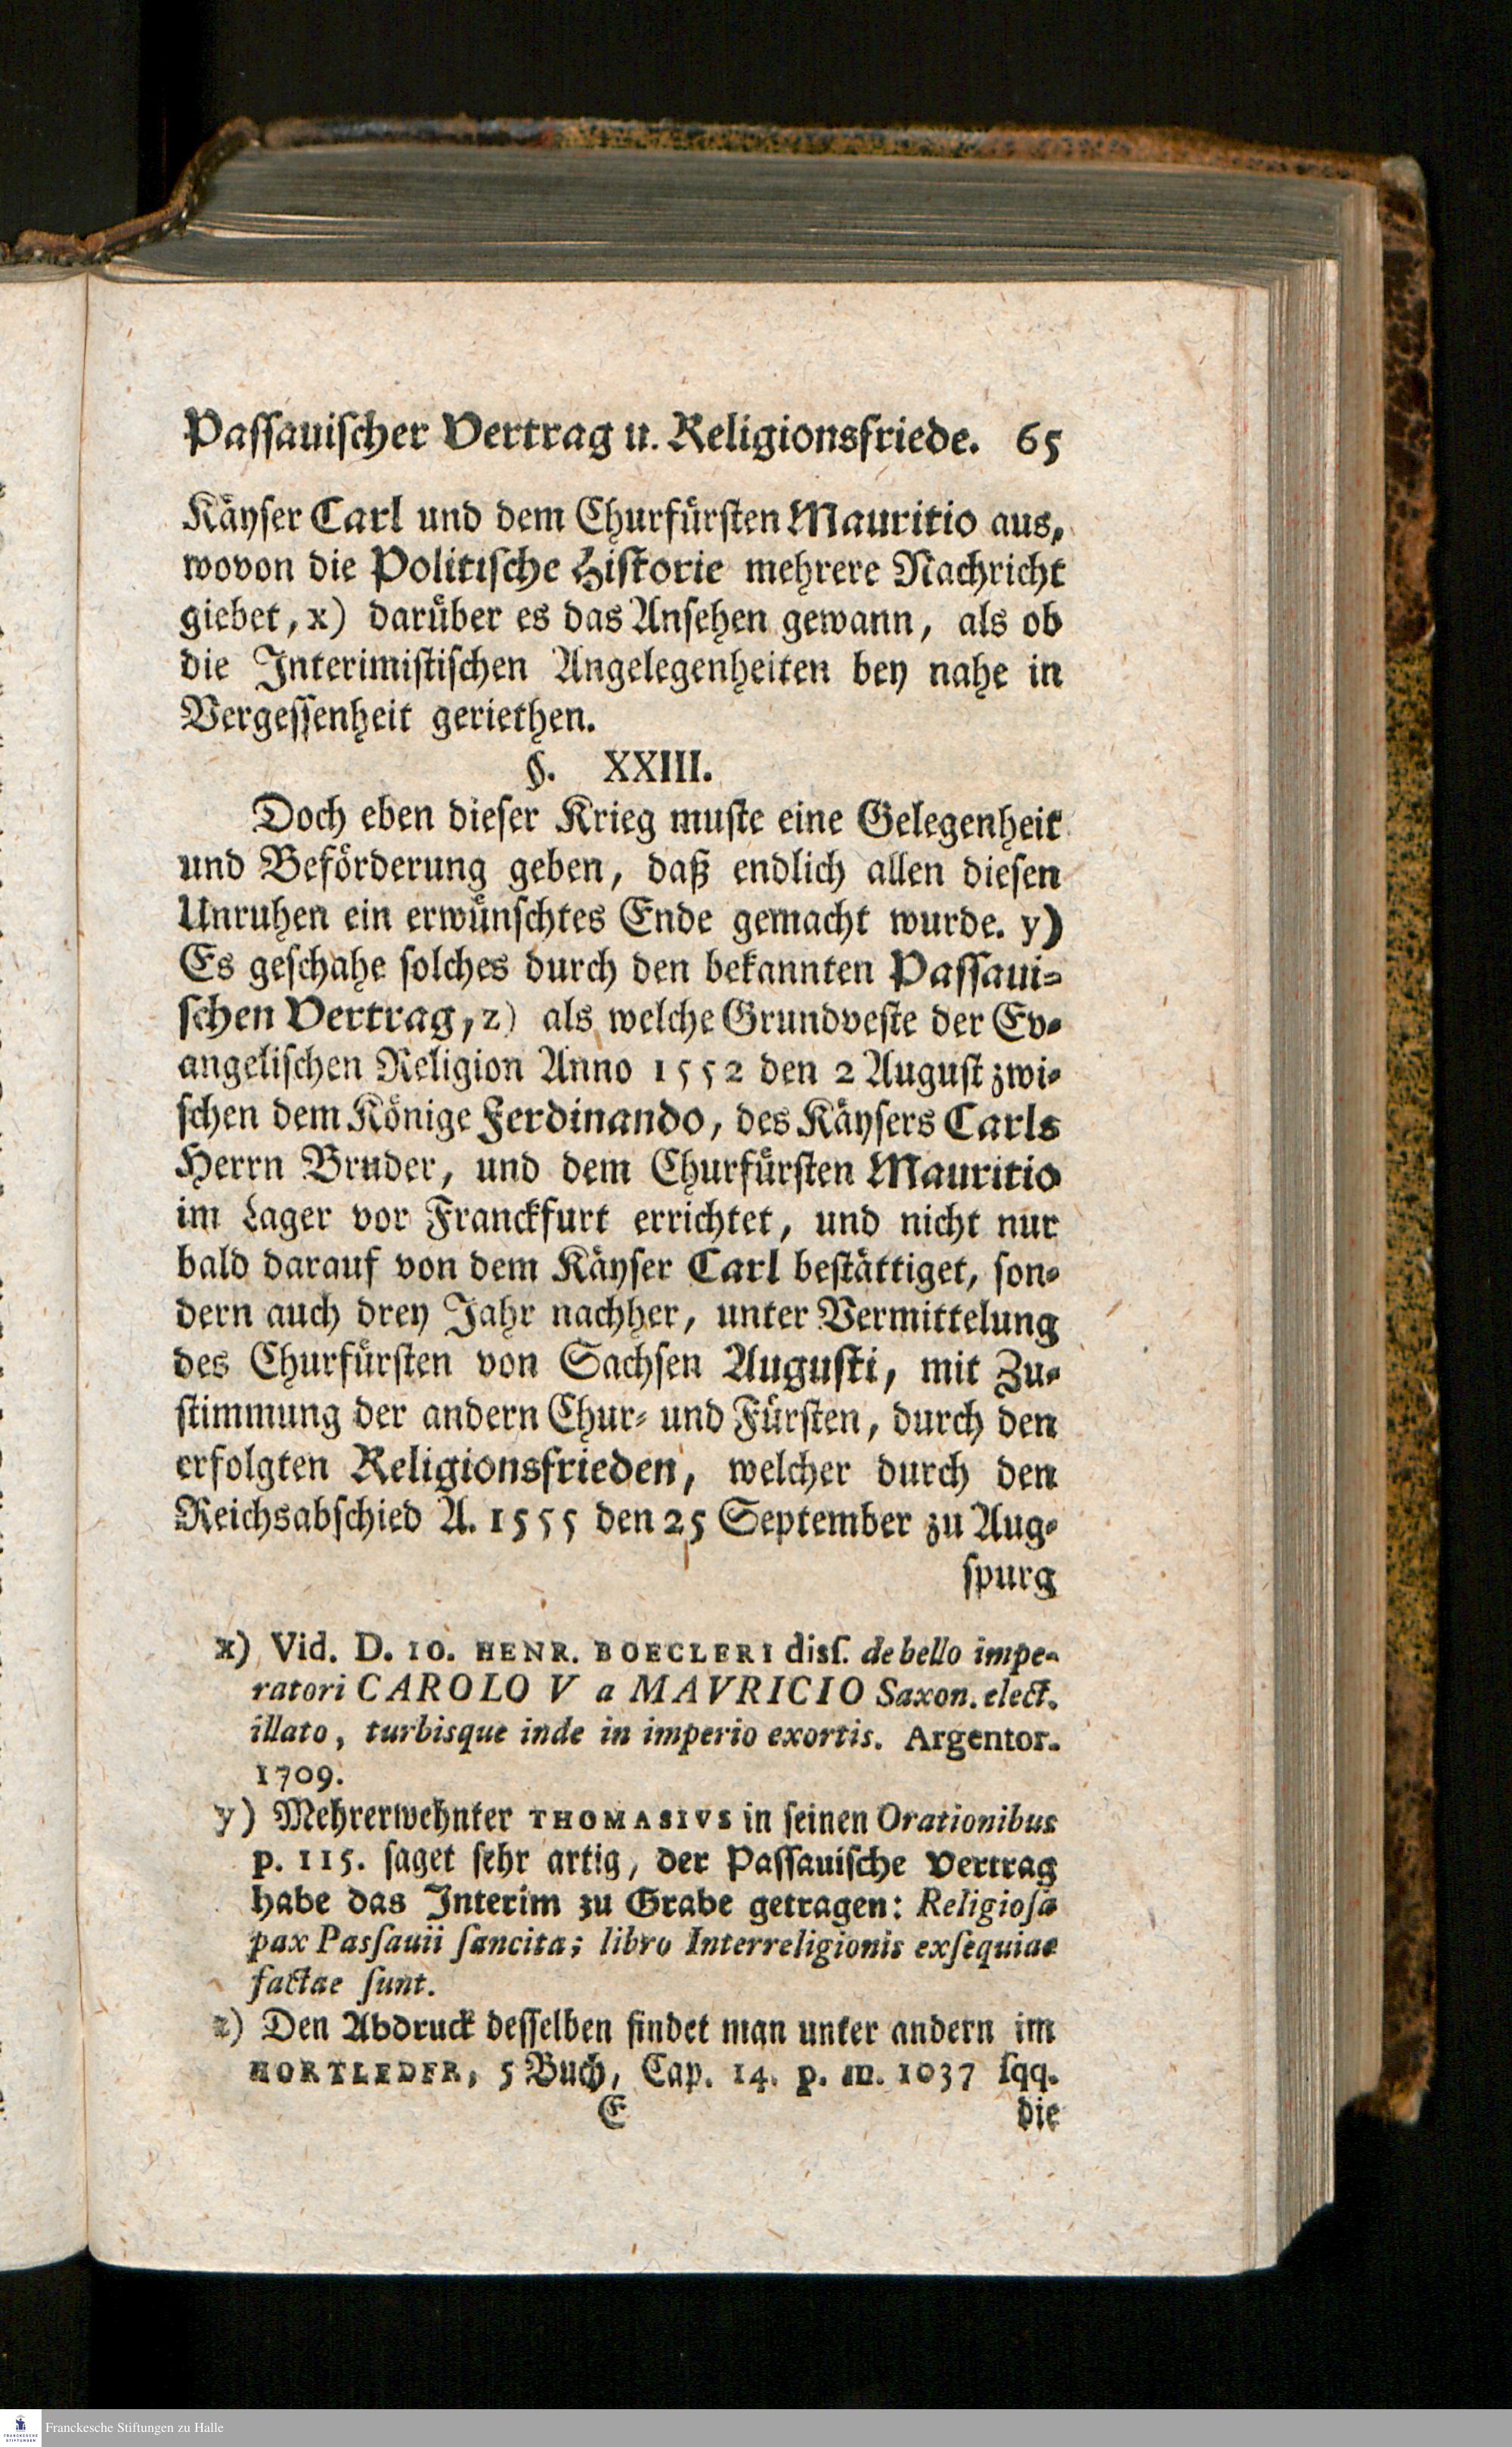 Passauischer Vertrag u. Religionsfriede. 65
Käyser Carl und dem Churfürsten Mauritio aus,
wovon die Politische Historie mehrere Nachricht
giebet, x) darüber es das Ansehen gewann, als ob
die Interimistischen Angelegenheiten bey nahe in
Vergessenheit geriethen.
§. XXIII.
Doch eben dieser Krieg muste eine Gelegenheit
und Beförderung geben, daß endlich allen diesen
Unruhen ein erwünschtes Ende gemacht wurde. y)
Es geschahe solches durch den bekannten Passaui-
schen Vertrag, z) als welche Grundveste der Ev-
angelischen Religion Anno 1552 den 2 August zwi-
schen dem Könige Ferdinando, des Käysers Carls
Herrn Bruder, und dem Churfürsten Mauritio
im Lager vor Franckfurt errichtet, und nicht nur
bald darauf von dem Käyser Carl bestättiget, son-
dern auch drey Jahr nachher, unter Vermittelung
des Churfürsten von Sachsen Augusti, mit Zu-
stimmung der andern Chur- und Fürsten, durch den
erfolgten Religionsfrieden, welcher durch den
Reichsabschied A. 1555 den 25 September zu Aug-
spurg
x) Vid. D. IO. HENR. BOECLERI diss. de bello impe-
ratori CAROLO V a MAVRICIO Saxon. elect.
illato, turbisque inde in imperio exortis. Argentor.
1709.
y) Mehrerwehnter THOMASIVS in seinen Orationibus
p. 115. saget sehr artig, der Passauische Vertrag
habe das Interim zu Grabe getragen: Religiosa
pax Passauii sancita; libro Interreligionis exsequiae
factae sunt.
z) Den Abdruck desselben findet man unter andern im
HORTLEDER, 5 Buch, Cap. 14. p. m. 1037 sqq.
E die
Franckesche Stiftungen zu Halle